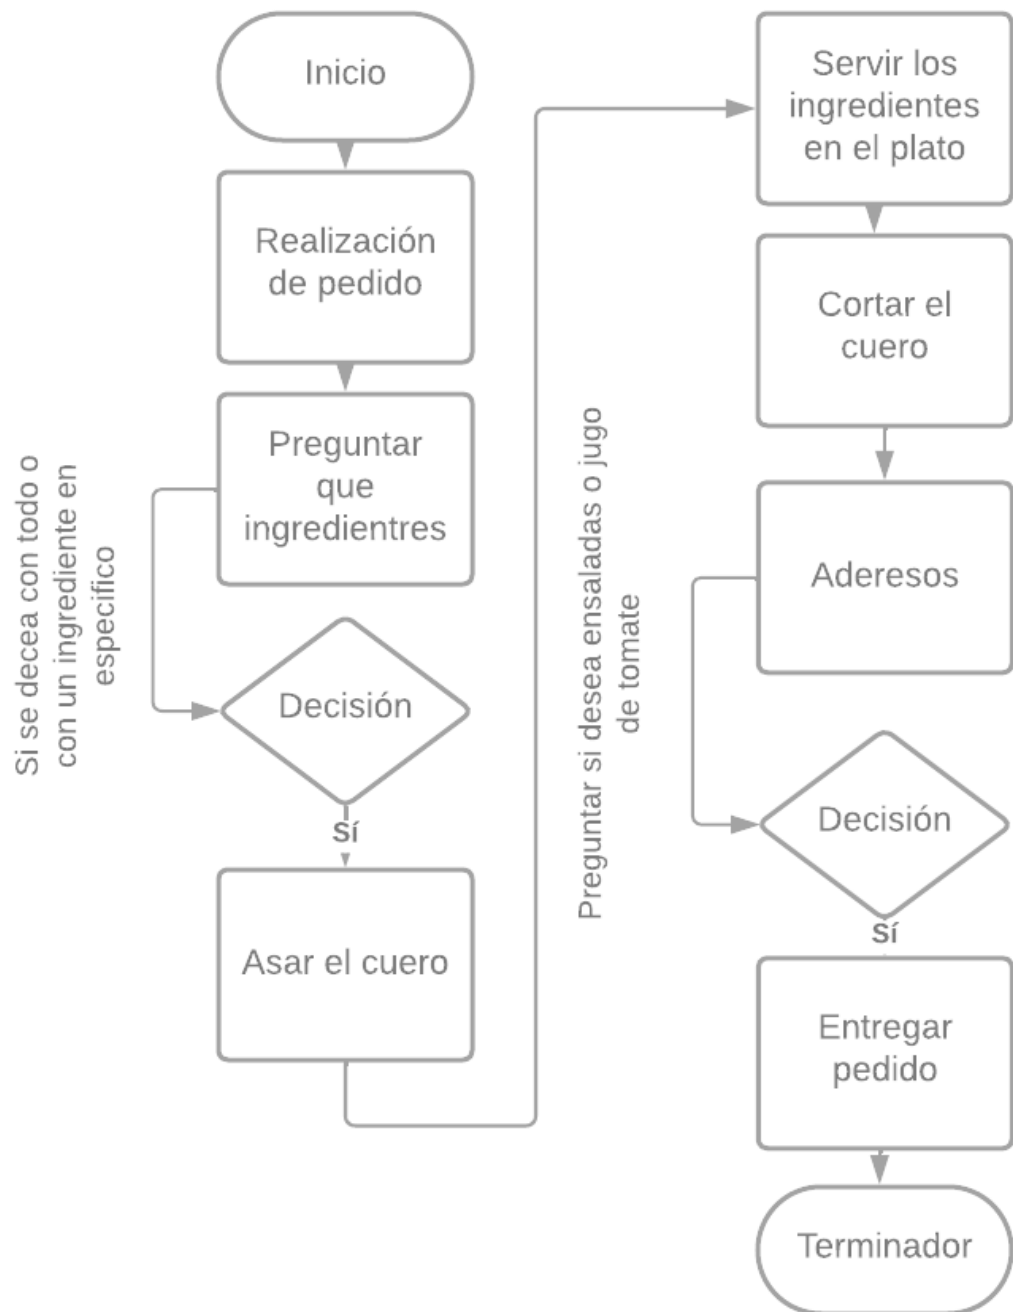 Inicio
Realización
de pedido
Preguntar
que
ingredientres
Si se decea con todo o
con un ingrediente en
especifico
Decisión
Sí
Asar el cuero
Servir los
ingredientes
en el plato
Cortar el
cuero
Aderesos
Preguntar si desea ensaladas o jugo
de tomate
Decisión
Sí
Entregar
pedido
Terminador